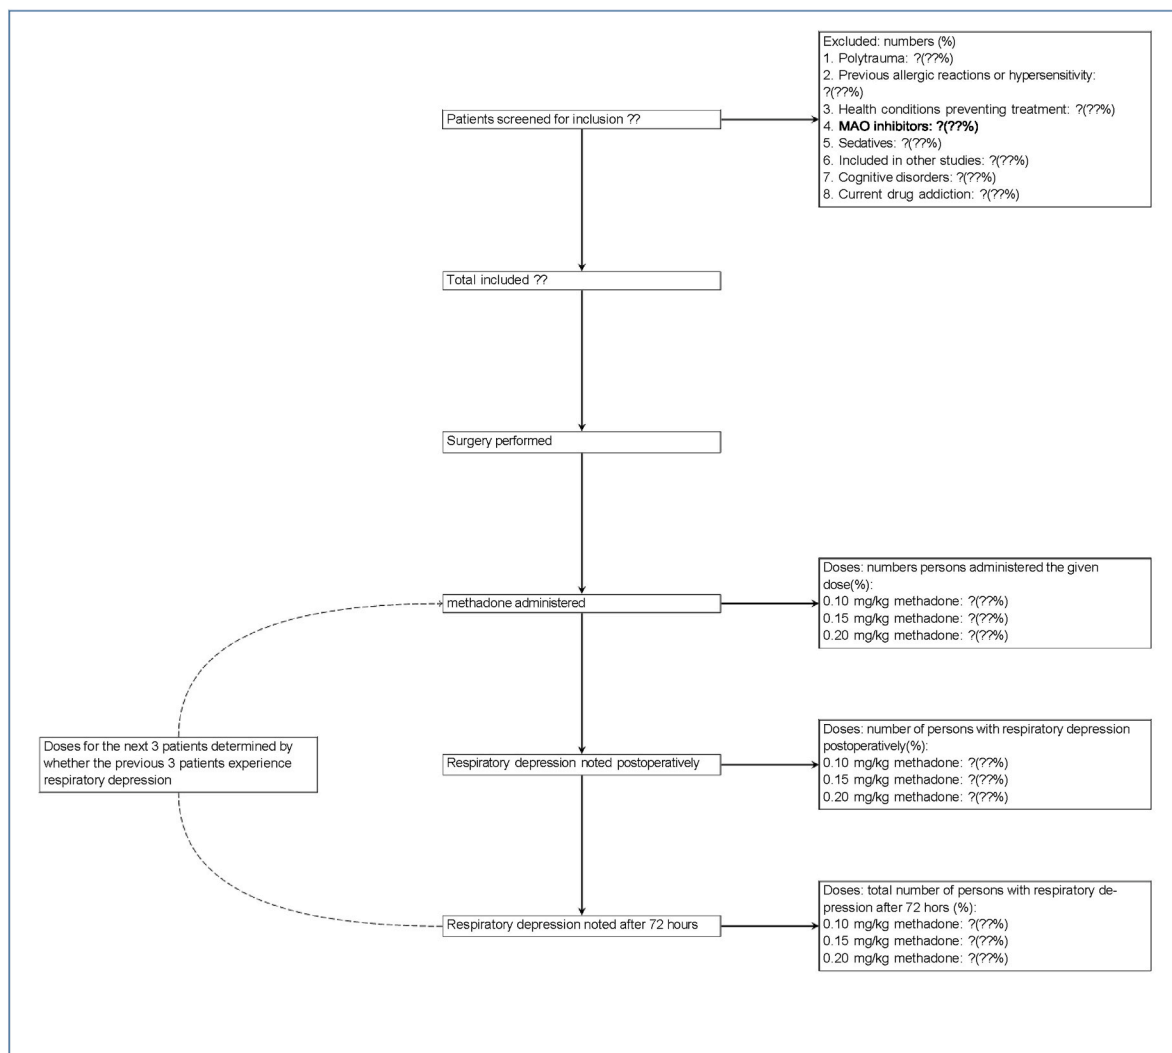 Excluded: numbers (%)
1. Polytrauma: ?(??%)
2. Previous allergic reactions or hypersensitivity:
?(??%)
3. Health conditions preventing treatment: ?(??%)
4. MAO inhibitors: ?(??%)
5. Sedatives: ?(??%)
6. Included in other studies: ?(??%)
7. Cognitive disorders: ?(??%)
8. Current drug addiction: ?(??%)
Patients screened for inclusion ??
Total included ??
Surgery performed
methadone administered
Doses: numbers persons administered the given
dose(%):
0.10 mg/kg methadone: ?(??%)
0.15 mg/kg methadone: ?(??%)
0.20 mg/kg methadone: ?(??%)
Doses for the next 3 patients determined by
whether the previous 3 patients experience
respiratory depression
Respiratory depression noted postoperatively
Doses: number of persons with respiratory depression
postoperatively(%):
0.10 mg/kg methadone: ?(??%)
0.15 mg/kg methadone: ?(??%)
0.20 mg/kg methadone: ?(??%)
Respiratory depression noted after 72 hours
Doses: total number of persons with respiratory de-
pression after 72 hors (%):
0.10 mg/kg methadone: ?(??%)
0.15 mg/kg methadone: ?(??%)
0.20 mg/kg methadone: ?(??%)